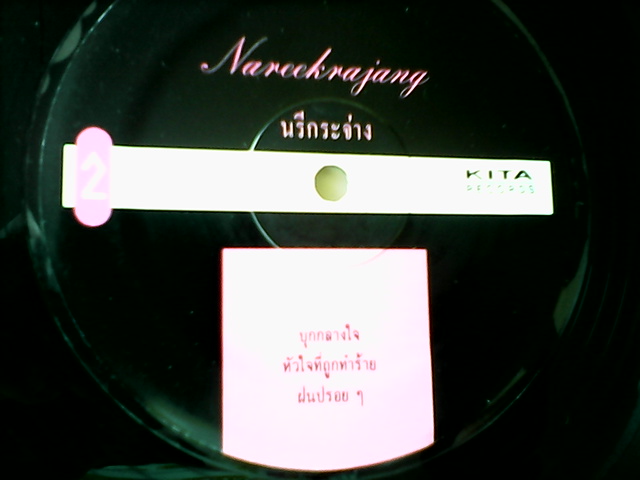 Nareekrajang
นรีกระจ่าง
2
KITA
RECORDS
บุกกลางใจ
หัวใจที่ถูกทำร้าย
ฝนปรอย ๆ